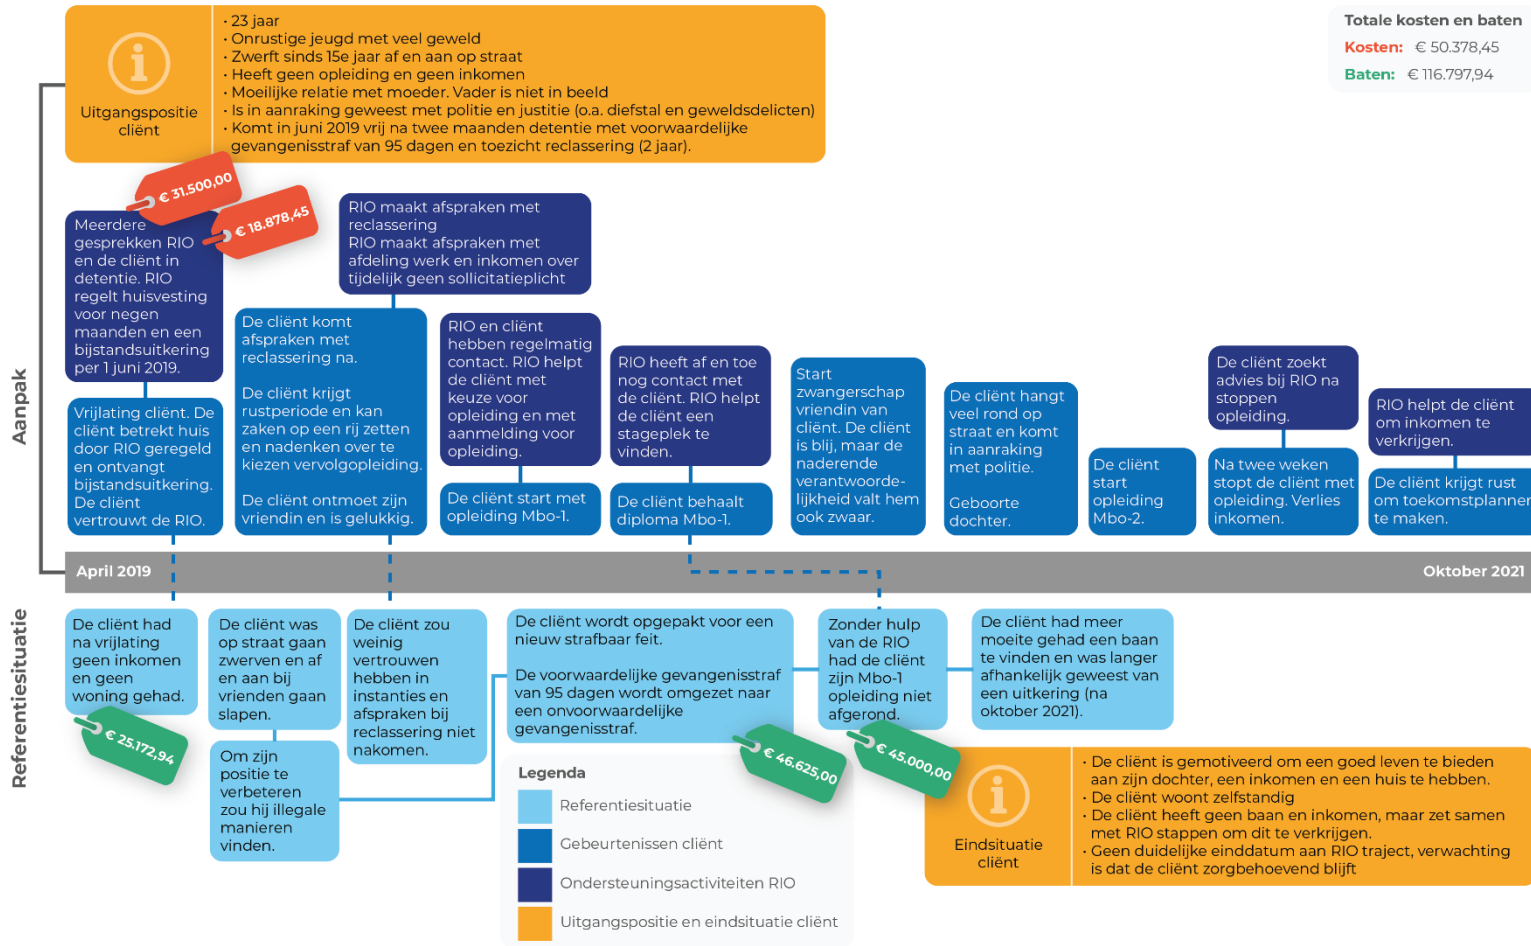 · 23 jaar
· Onrustige jeugd met veel geweld
· Zwerft sinds 15e jaar af en aan op straat
· Heeft geen opleiding en geen inkomen
· Moeilijke relatie met moeder. Vader is niet in beeld
· Is in aanraking geweest met politie en justitie (o.a. diefstal en geweldsdelicten)
· Komt in juni 2019 vrij na twee maanden detentie met voorwaardelijke
gevangenisstraf van 95 dagen en toezicht reclassering (2 jaar).
Uitgangspositie
cliënt
Totale kosten en baten
Kosten: € 50.378,45
Baten: € 116.797,94
€ 31.500,00
€ 18.878,45
Aanpak
Meerdere
gesprekken RIO
en de cliënt in
detentie. RIO
regelt huisvesting
voor negen
maanden en een
bijstandsuitkering
per 1 juni 2019.
Vrijlating cliënt. De
cliënt betrekt huis
door RIO geregeld
en ontvangt
bijstandsuitkering.
De cliënt
vertrouwt de RIO.
RIO maakt afspraken met
reclassering
RIO maakt afspraken met
afdeling werk en inkomen over
tijdelijk geen sollicitatieplicht
De cliënt komt
afspraken met
reclassering na.
De cliënt krijgt
rustperiode en kan
zaken op een rij zetten
en nadenken over te
kiezen vervolgopleiding.
De cliënt ontmoet zijn
vriendin en is gelukkig.
RIO en cliënt
hebben regelmatig
contact. RIO helpt
de cliënt met
keuze voor
opleiding en met
aanmelding voor
opleiding.
De cliënt start met
opleiding Mbo-1.
RIO heeft af en toe
nog contact met
de cliënt. RIO helpt
de cliënt een
stageplek te
vinden.
De cliënt behaalt
diploma Mbo-1.
Start
zwangerschap
vriendin van
cliënt. De cliënt
is blij, maar de
naderende
verantwoorde-
lijkheid valt hem
ook zwaar.
De cliënt hangt
veel rond op
straat en komt
in aanraking
met politie.
Geboorte
dochter.
De cliënt
start
opleiding
Mbo-2.
De cliënt zoekt
advies bij RIO na
stoppen
opleiding.
Na twee weken
stopt de cliënt met
opleiding. Verlies
inkomen.
RIO helpt de cliënt
om inkomen te
verkrijgen.
De cliënt krijgt rust
om toekomstplannen
te maken.
April 2019
Oktober 2021
Referentiesituatie
De cliënt had
na vrijlating
geen inkomen
en geen
woning gehad.
€ 25.172,94
De cliënt was
op straat gaan
zwerven en af
en aan bij
vrienden gaan
slapen.
Om zijn
positie te
verbeteren
zou hij illegale
manieren
vinden.
De cliënt zou
weinig
vertrouwen
hebben in
instanties en
afspraken bij
reclassering niet
nakomen.
De cliënt wordt opgepakt voor een
nieuw strafbaar feit.
De voorwaardelijke gevangenisstraf
van 95 dagen wordt omgezet naar
een onvoorwaardelijke
gevangenisstraf.
€ 46.625,00
Zonder hulp
van de RIO
had de cliënt
zijn Mbo-1
opleiding niet
afgerond.
€ 45.000,00
De cliënt had meer
moeite gehad een baan
te vinden en was langer
afhankelijk geweest van
een uitkering (na
oktober 2021).
Legenda
Referentiesituatie
Gebeurtenissen cliënt
Ondersteuningsactiviteiten RIO
Uitgangspositie en eindsituatie cliënt
Eindsituatie
cliënt
· De cliënt is gemotiveerd om een goed leven te bieden
aan zijn dochter, een inkomen en een huis te hebben.
· De cliënt woont zelfstandig
· De cliënt heeft geen baan en inkomen, maar zet samen
met RIO stappen om dit te verkrijgen.
· Geen duidelijke einddatum aan RIO traject, verwachting
is dat de cliënt zorgbehoevend blijft